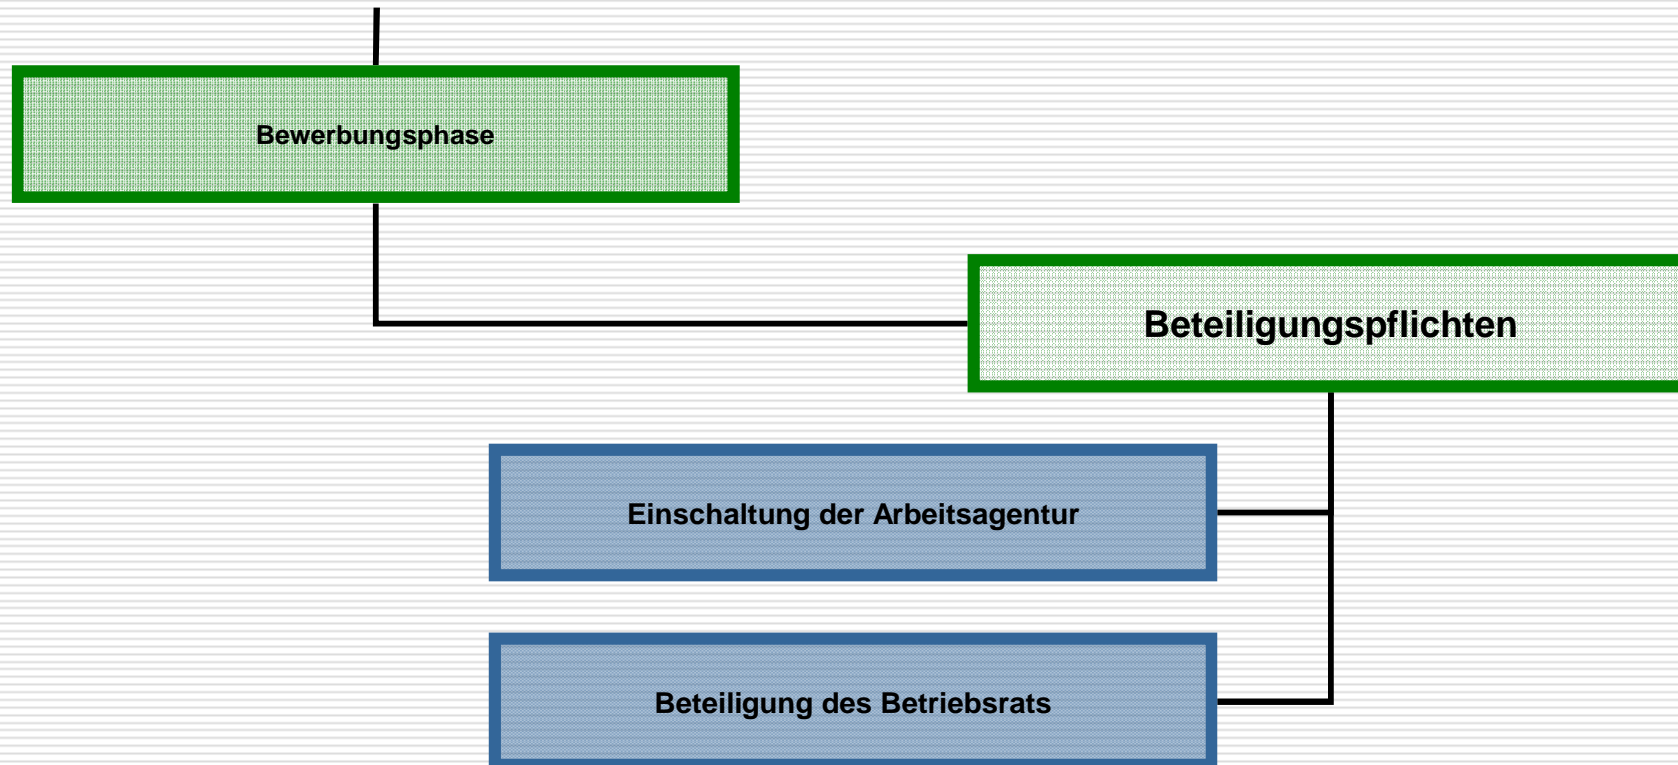 Bewerbungsphase
Beteiligungspflichten
Einschaltung der Arbeitsagentur
Beteiligung des Betriebsrats